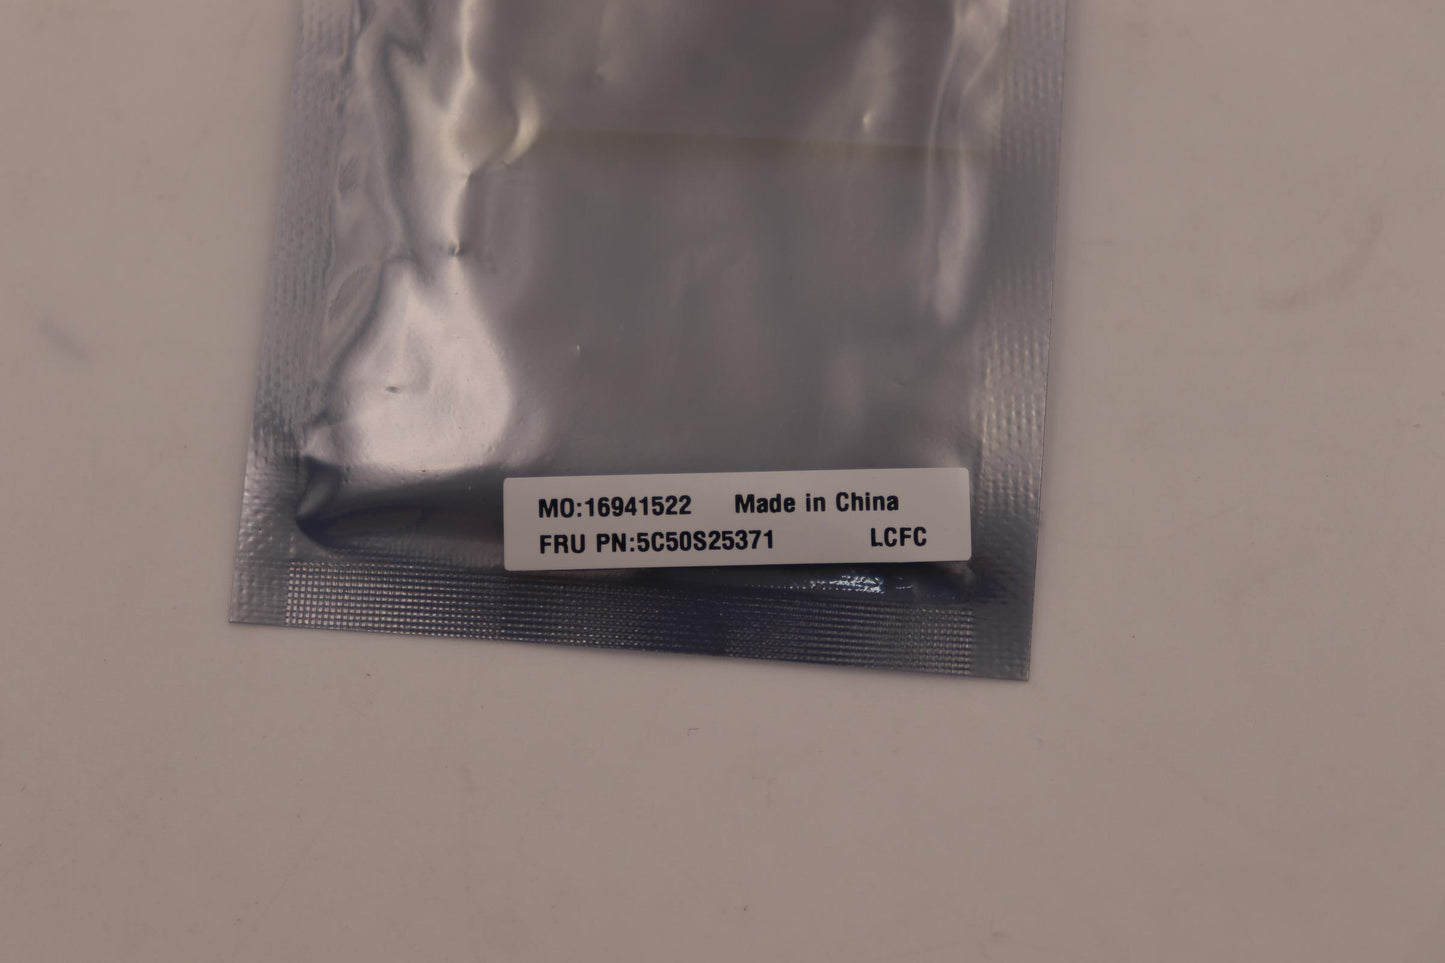 MO:16941522 Made in China
FRU PN:5C50S25371 LCFC